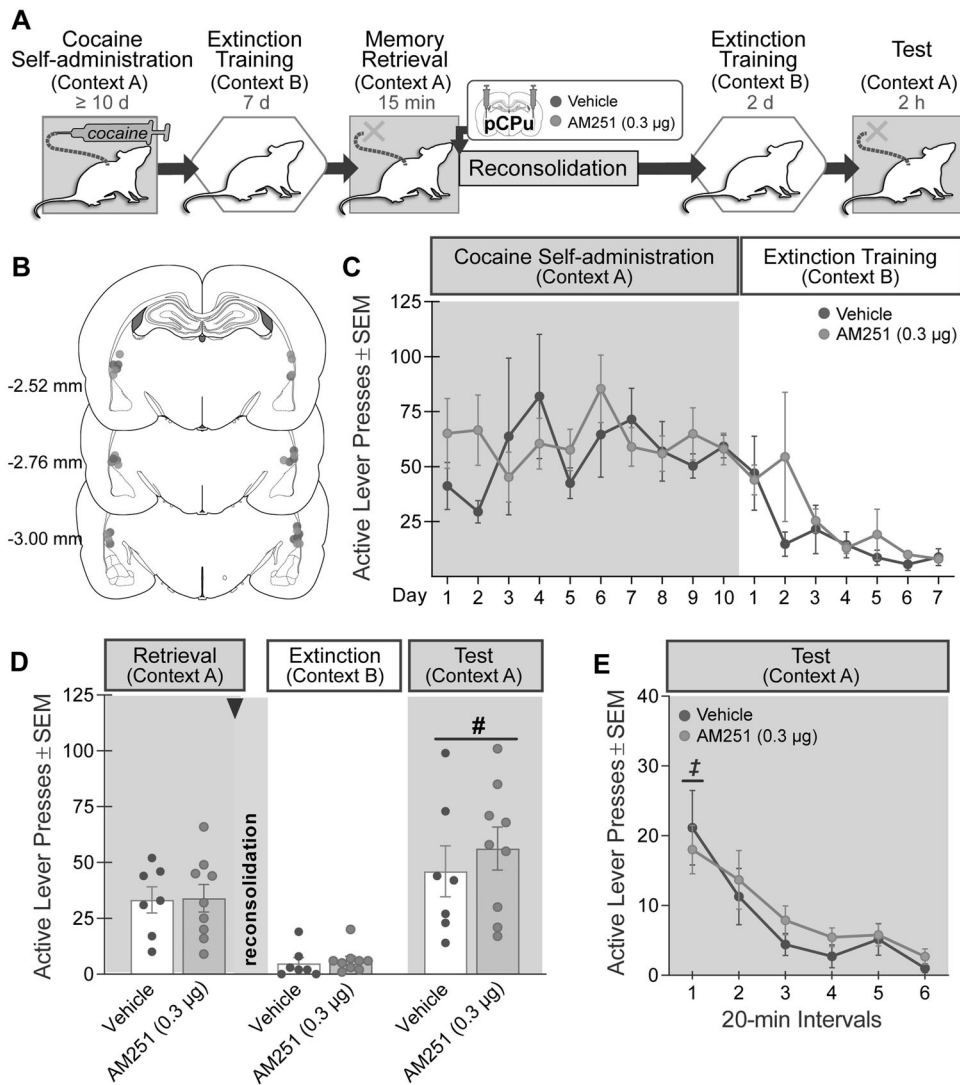 A
Cocaine
Self-administration
(Context A)
≥ 10 d
Extinction
Training
(Context B)
7 d
Memory
Retrieval
(Context A)
15 min
Extinction
Training
(Context B)
2 d
Test
(Context A)
2 h
cocaine
pCPu
Vehicle
AM251 (0.3 µg)
Reconsolidation
B
-2.52 mm
-2.76 mm
-3.00 mm
C
Cocaine Self-administration
(Context A)
Extinction Training
(Context B)
Active Lever Presses ± SEM
125
100
75
50
25
Vehicle
AM251 (0.3 µg)
Day 1 2 3 4 5 6 7 8 9 10 1 2 3 4 5 6 7
D
Retrieval
(Context A)
Extinction
(Context B)
Test
(Context A)
Active Lever Presses ± SEM
125
100
75
50
25
0
reconsolidation
#
Vehicle
AM251 (0.3 µg)
Vehicle
AM251 (0.3 µg)
Vehicle
AM251 (0.3 µg)
E
Test
(Context A)
Active Lever Presses ± SEM
40
30
20
10
0
Vehicle
AM251 (0.3 µg)
‡
1 2 3 4 5 6
20-min Intervals